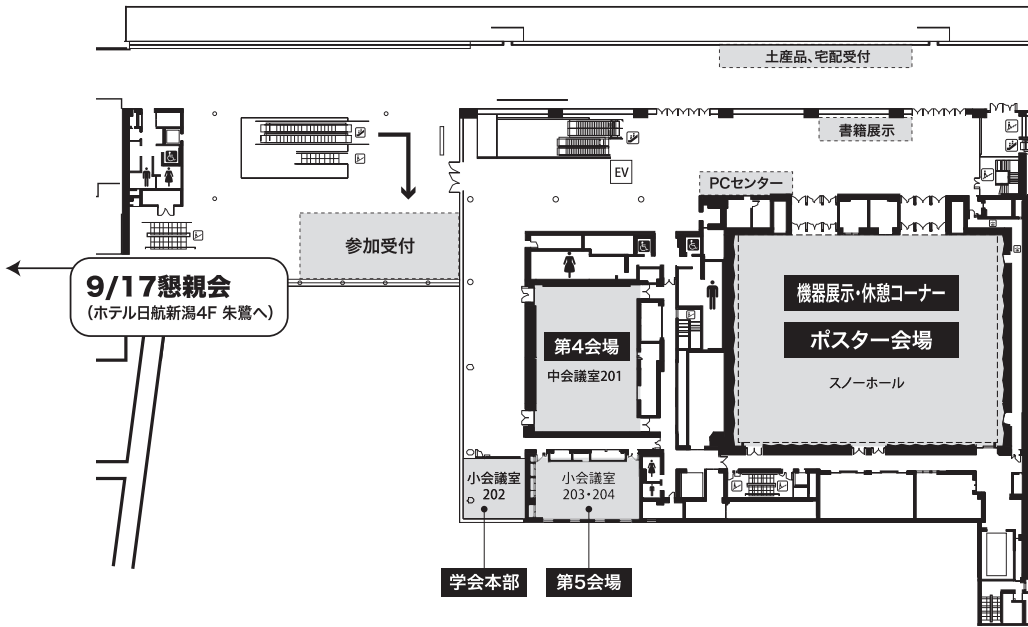 土産品、宅配受付
書籍展示
EV
PCセンター
参加受付
9/17懇親会
(ホテル日航新潟4F 朱鷺へ)
機器展示・休憩コーナー
ポスター会場
スノーホール
第4会場
中会議室201
小会議室
202
小会議室
203・204
学会本部
第5会場